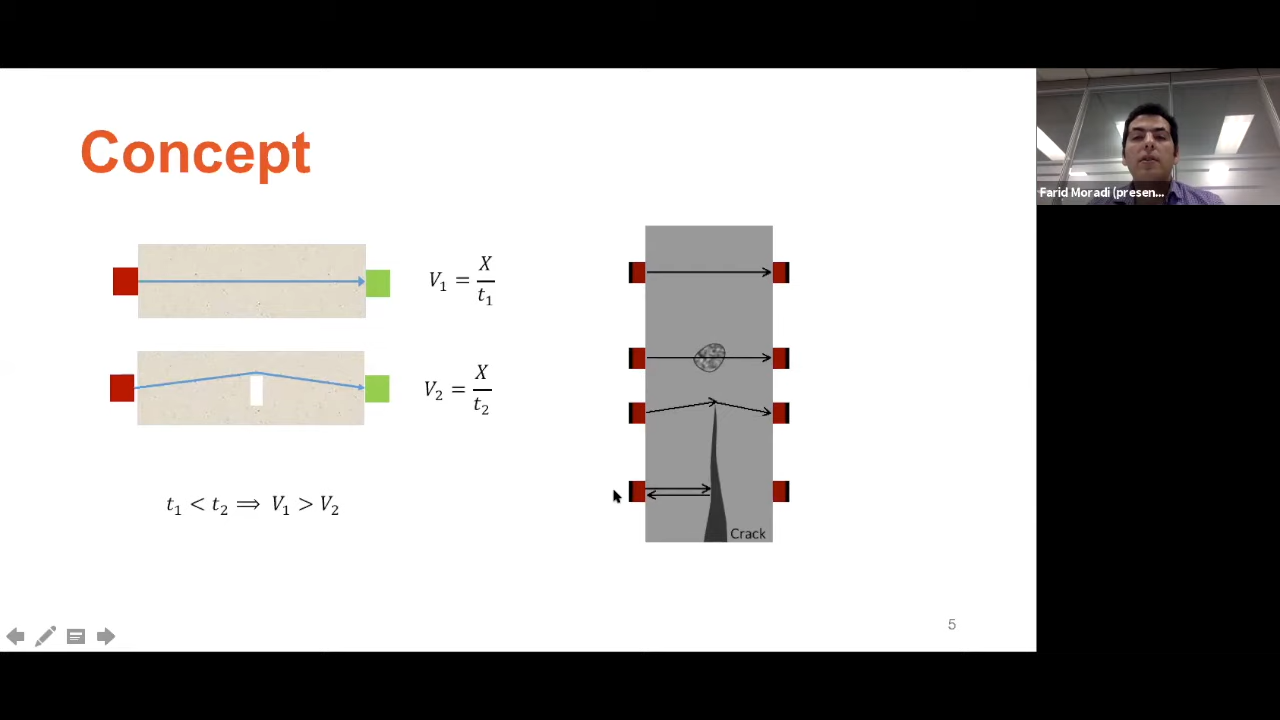 Concept
V₁ = X/t₁
V₂ = X/t₂
t₁ < t₂ ⟹ V₁ > V₂
Crack
5
Farid Moradi (presen...